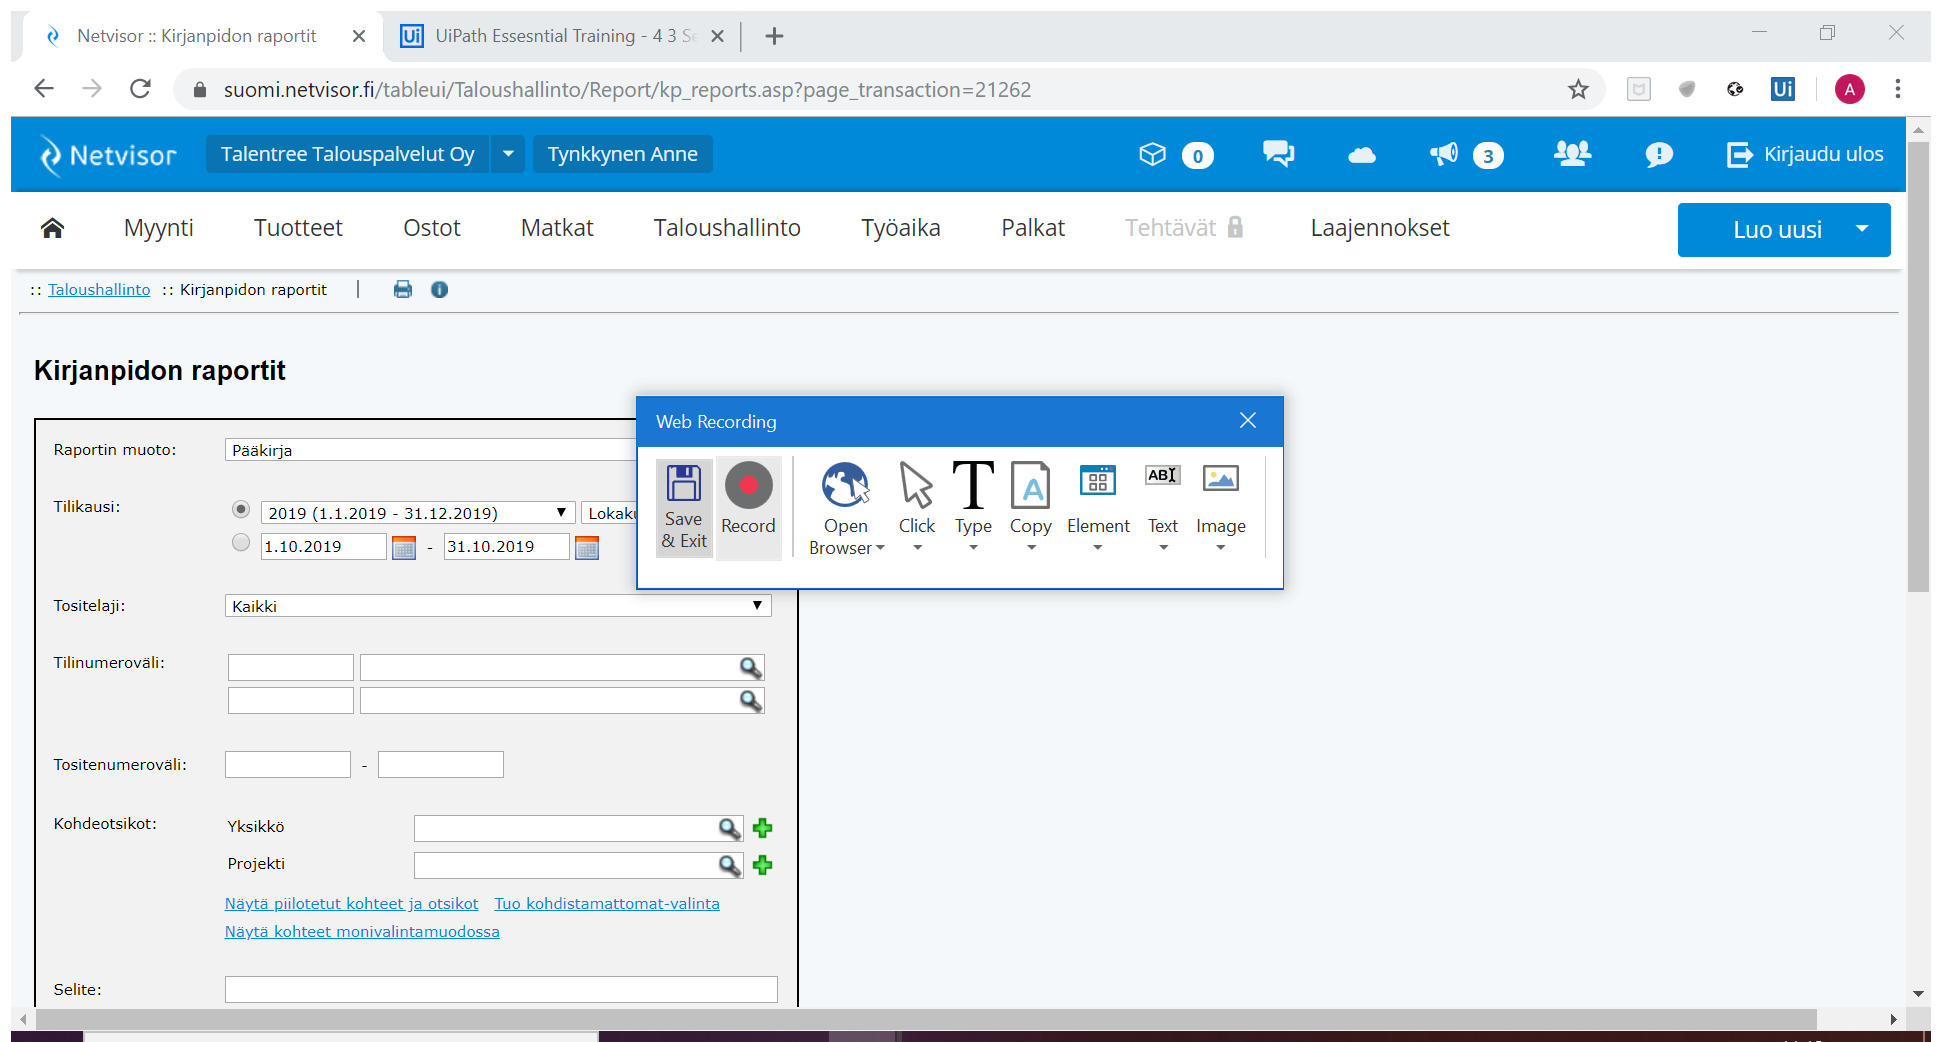 Netvisor :: Kirjanpidon raportit
UiPath Essesntial Training - 4 3 Se
suomi.netvisor.fi/tableui/Taloushallinto/Report/kp_reports.asp?page_transaction=21262
Ui
A
Netvisor
Talentree Talouspalvelut Oy
Tynkkynen Anne
0
3
Kirjaudu ulos
Myynti
Tuotteet
Ostot
Matkat
Taloushallinto
Työaika
Palkat
Tehtävät
Laajennokset
Luo uusi
:: Taloushallinto :: Kirjanpidon raportit |
Kirjanpidon raportit
Web Recording
Save & Exit
Record
Open Browser
Click
Type
Copy
Element
Text
Image
Raportin muoto: Pääkirja
Tilikausi: 2019 (1.1.2019 - 31.12.2019) Lokaku
1.10.2019 - 31.10.2019
Tositelaji: Kaikki
Tilinumeroväli:
Tositenumeroväli: -
Kohdeotsikot: Yksikkö
Projekti
Näytä piilotetut kohteet ja otsikot Tuo kohdistamattomat-valinta
Näytä kohteet monivalintamuodossa
Selite: